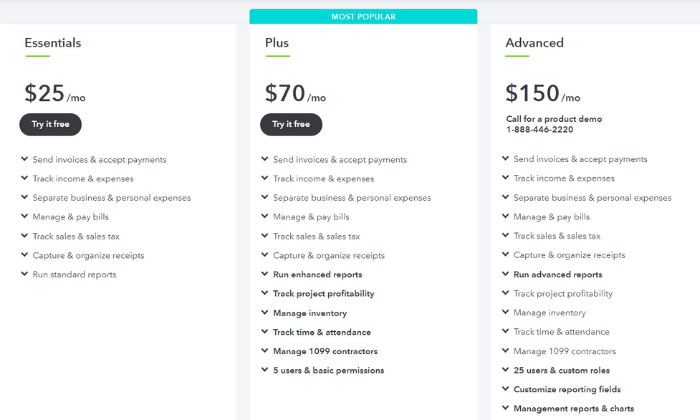 MOST POPULAR
Essentials
$25 /mo
Try it free
Send invoices & accept payments
Track income & expenses
Separate business & personal expenses
Manage & pay bills
Track sales & sales tax
Capture & organize receipts
Run standard reports
Plus
$70 /mo
Try it free
Send invoices & accept payments
Track income & expenses
Separate business & personal expenses
Manage & pay bills
Track sales & sales tax
Capture & organize receipts
Run enhanced reports
Track project profitability
Manage inventory
Track time & attendance
Manage 1099 contractors
5 users & basic permissions
Advanced
$150 /mo
Call for a product demo
1-888-446-2220
Send invoices & accept payments
Track income & expenses
Separate business & personal expenses
Manage & pay bills
Track sales & sales tax
Capture & organize receipts
Run advanced reports
Track project profitability
Manage inventory
Track time & attendance
Manage 1099 contractors
25 users & custom roles
Customize reporting fields
Management reports & charts